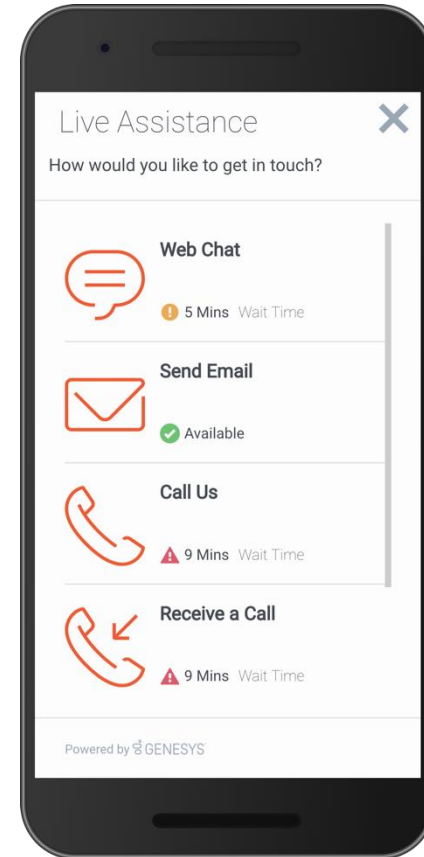 Live Assistance
How would you like to get in touch?
Web Chat
5 Mins Wait Time
Send Email
Available
Call Us
9 Mins Wait Time
Receive a Call
9 Mins Wait Time
Powered by GENESYS